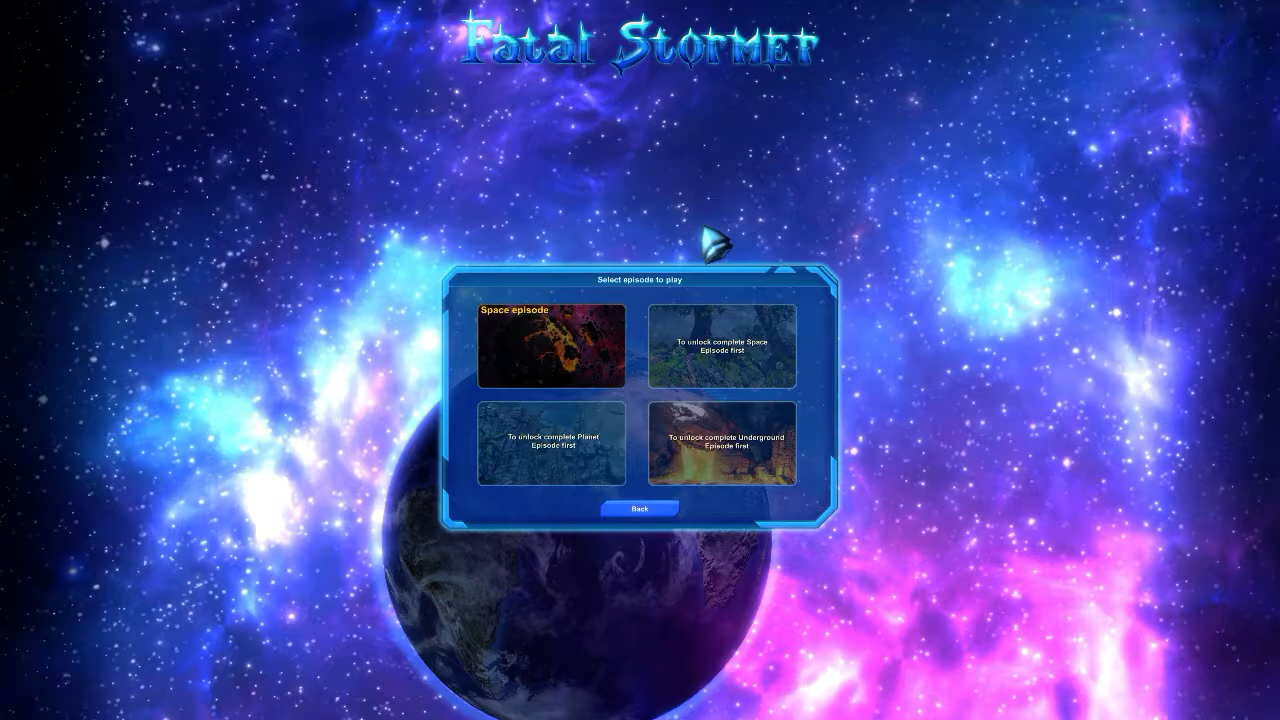 Fatal Stormer
Select episode to play
Space episode
To unlock complete Space
Episode first
To unlock complete Planet
Episode first
To unlock complete Underground
Episode first
Back